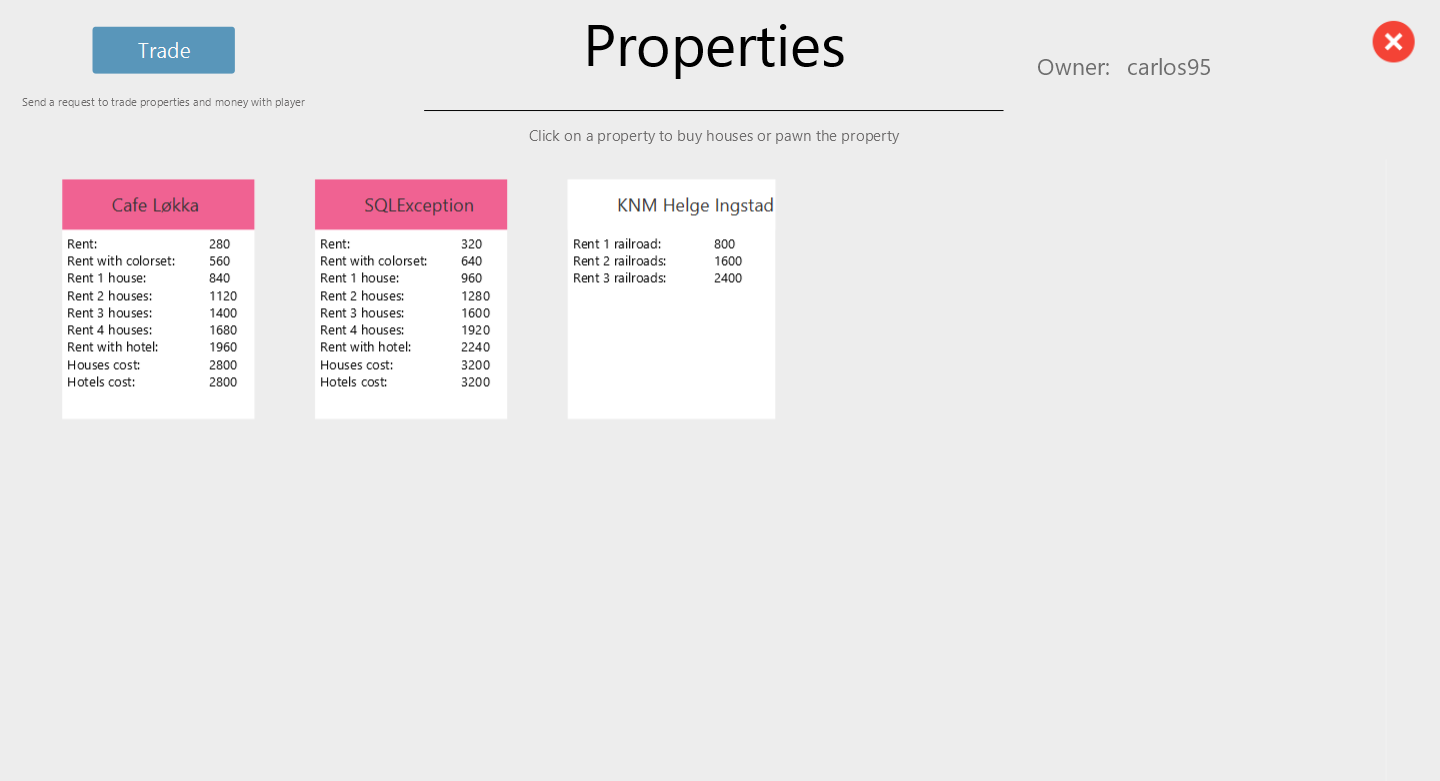 Trade
Properties
Owner: carlos95
Send a request to trade properties and money with player
Click on a property to buy houses or pawn the property
Cafe Løkka
Rent: 280
Rent with colorset: 560
Rent 1 house: 840
Rent 2 houses: 1120
Rent 3 houses: 1400
Rent 4 houses: 1680
Rent with hotel: 1960
Houses cost: 2800
Hotels cost: 2800
SQLException
Rent: 320
Rent with colorset: 640
Rent 1 house: 960
Rent 2 houses: 1280
Rent 3 houses: 1600
Rent 4 houses: 1920
Rent with hotel: 2240
Houses cost: 3200
Hotels cost: 3200
KNM Helge Ingstad
Rent 1 railroad: 800
Rent 2 railroads: 1600
Rent 3 railroads: 2400